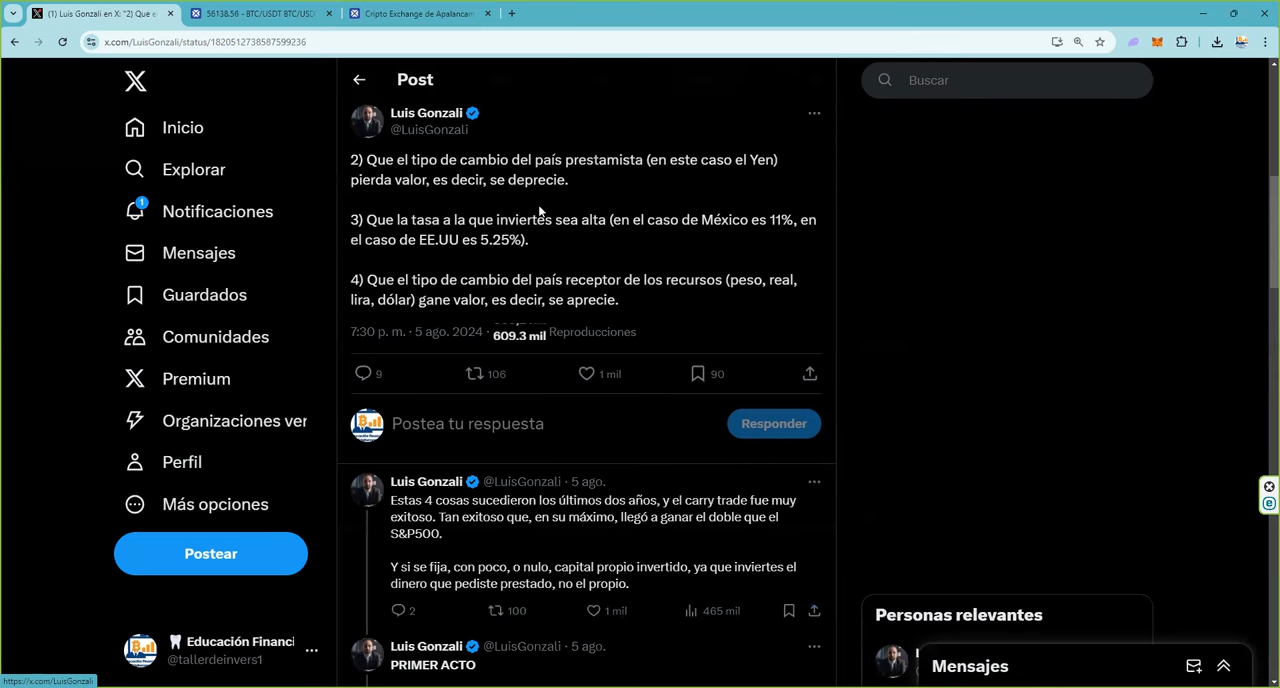 (1) Luis Gonzali en X: "2) Que e
56138.56 - BTC/USDT BTC/USD
Cripto Exchange de Apalancam
x.com/LuisGonzali/status/1820512738587599236
Inicio
Explorar
1
Notificaciones
Mensajes
Guardados
Comunidades
Premium
Organizaciones ver
Perfil
Más opciones
Postear
Educación Financi
@tallerdeinvers1
https://x.com/LuisGonzali
Post
Luis Gonzali
@LuisGonzali
2) Que el tipo de cambio del país prestamista (en este caso el Yen)
pierda valor, es decir, se deprecie.
3) Que la tasa a la que inviertes sea alta (en el caso de México es 11%, en
el caso de EE.UU es 5.25%).
4) Que el tipo de cambio del país receptor de los recursos (peso, real,
lira, dólar) gane valor, es decir, se aprecie.
7:30 p. m. · 5 ago. 2024 · 609.3 mil Reproducciones
9 106 1 mil 90
Postea tu respuesta
Responder
Luis Gonzali @LuisGonzali · 5 ago.
Estas 4 cosas sucedieron los últimos dos años, y el carry trade fue muy
exitoso. Tan exitoso que, en su máximo, llegó a ganar el doble que el
S&P500.
Y si se fija, con poco, o nulo, capital propio invertido, ya que inviertes el
dinero que pediste prestado, no el propio.
2 100 1 mil 465 mil
Luis Gonzali @LuisGonzali · 5 ago.
PRIMER ACTO
Buscar
Personas relevantes
Mensajes